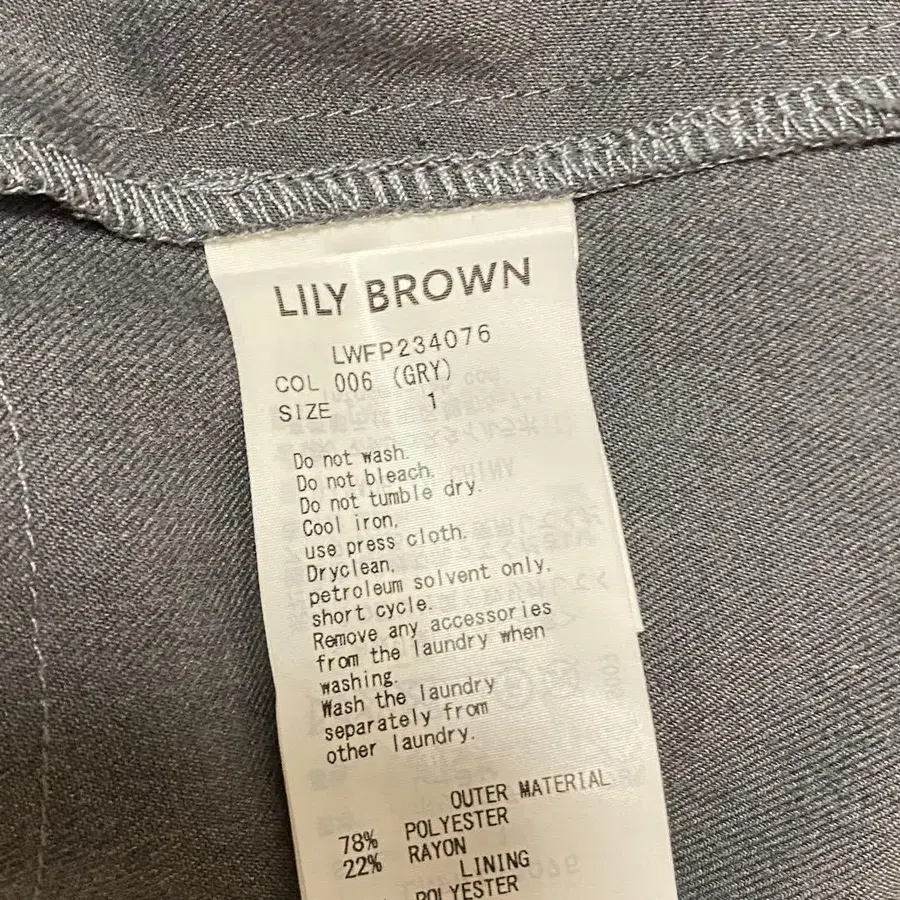 LILY BROWN
LWFP234076
COL 006 (GRY)
SIZE 1
Do not wash.
Do not bleach.
Do not tumble dry.
Cool iron,
use press cloth.
Dryclean,
petroleum solvent only,
short cycle.
Remove any accessories
from the laundry when
washing.
Wash the laundry
separately from
other laundry.
OUTER MATERIAL
78% POLYESTER
22% RAYON
LINING
POLYESTER